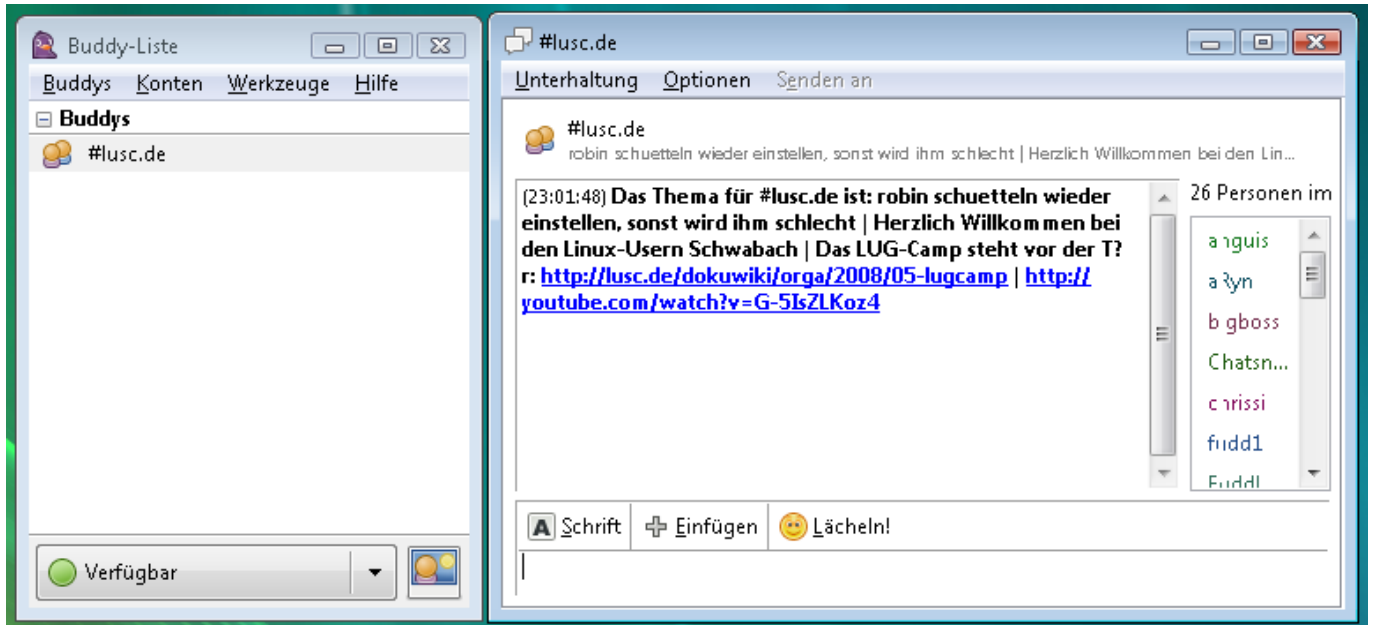 Buddy-Liste
Buddys Konten Werkzeuge Hilfe
Buddys
#lusc.de
Verfügbar
#lusc.de
Unterhaltung Optionen Senden an
#lusc.de
robin schuetteln wieder einstellen, sonst wird ihm schlecht | Herzlich Willkommen bei den Lin...
(23:01:48) Das Thema für #lusc.de ist: robin schuetteln wieder
einstellen, sonst wird ihm schlecht | Herzlich Willkommen bei
den Linux-Usern Schwabach | Das LUG-Camp steht vor der T?
r: http://lusc.de/dokuwiki/orga/2008/05-lugcamp | http://
youtube.com/watch?v=G-5IsZLKoz4
26 Personen im
anguis
aRyn
bigboss
Chatsn...
chrissi
fudd1
A Schrift Einfügen Lächeln!